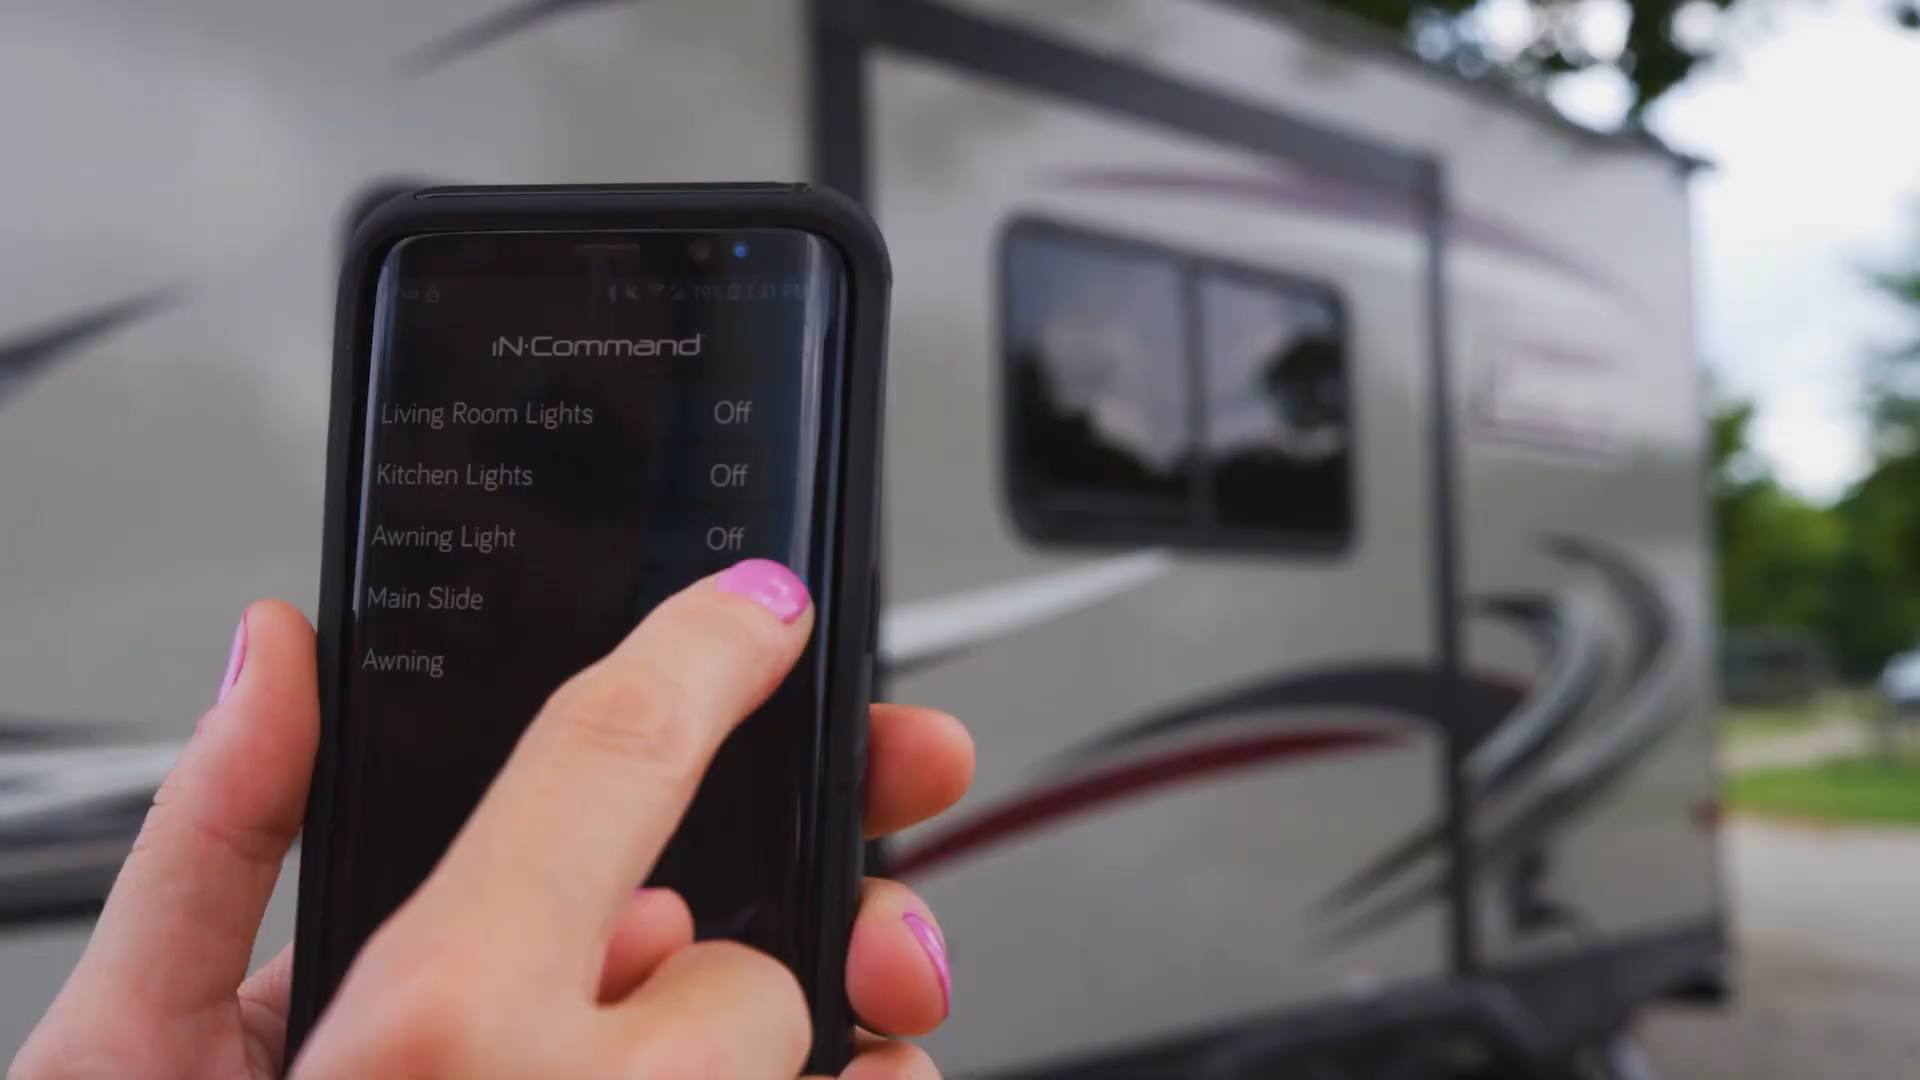 iN·Command
Living Room Lights Off
Kitchen Lights Off
Awning Light Off
Main Slide
Awning